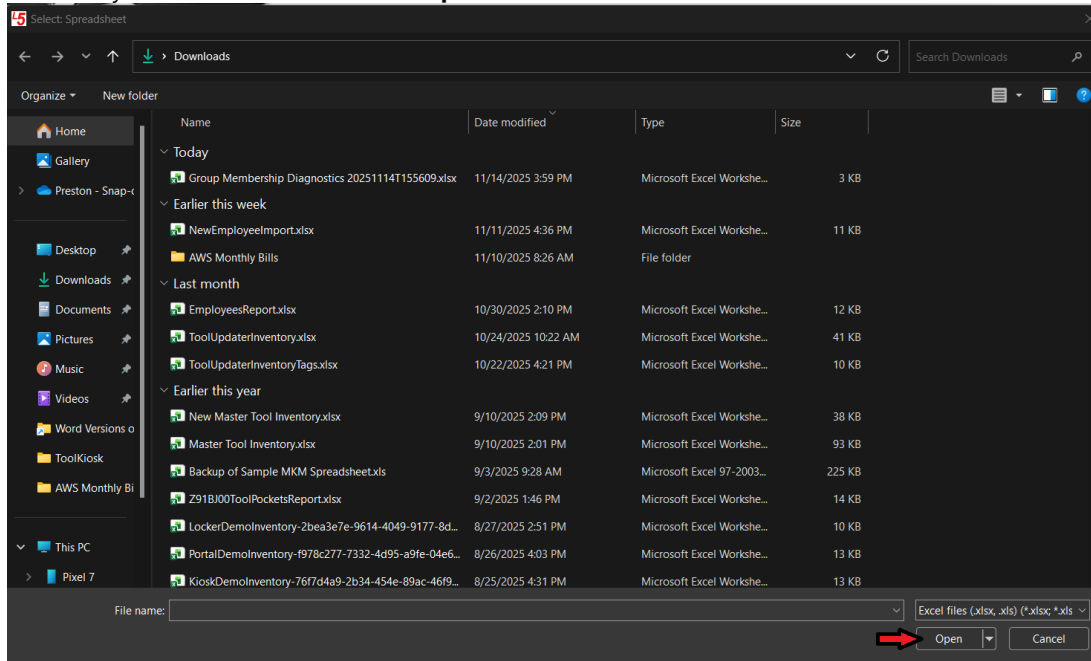 Select: Spreadsheet
Downloads
Search Downloads
Organize
New folder
Name Date modified Type Size
Home
Gallery
Preston - Snap-
Desktop
Downloads
Documents
Pictures
Music
Videos
Word Versions o
ToolKiosk
AWS Monthly Bi
This PC
Pixel 7
Today
Group Membership Diagnostics 20251114T155609.xlsx 11/14/2025 3:59 PM Microsoft Excel Workshe... 3 KB
Earlier this week
NewEmployeeImport.xlsx 11/11/2025 4:36 PM Microsoft Excel Workshe... 11 KB
AWS Monthly Bills 11/10/2025 8:26 AM File folder
Last month
EmployeesReport.xlsx 10/30/2025 2:10 PM Microsoft Excel Workshe... 12 KB
ToolUpdaterInventory.xlsx 10/24/2025 10:22 AM Microsoft Excel Workshe... 41 KB
ToolUpdaterInventoryTags.xlsx 10/22/2025 4:21 PM Microsoft Excel Workshe... 10 KB
Earlier this year
New Master Tool Inventory.xlsx 9/10/2025 2:09 PM Microsoft Excel Workshe... 38 KB
Master Tool Inventory.xlsx 9/10/2025 2:01 PM Microsoft Excel Workshe... 93 KB
Backup of Sample MKM Spreadsheet.xls 9/3/2025 9:28 AM Microsoft Excel 97-2003... 225 KB
Z91BJ00ToolPocketsReport.xlsx 9/2/2025 1:46 PM Microsoft Excel Workshe... 14 KB
LockerDemoInventory-2bea3e7e-9614-4049-9177-8d... 8/27/2025 2:51 PM Microsoft Excel Workshe... 10 KB
PortalDemoInventory-f978c277-7332-4d95-a9fe-04e6... 8/26/2025 4:03 PM Microsoft Excel Workshe... 13 KB
KioskDemoInventory-76f7d4a9-2b34-454e-89ac-46f9... 8/25/2025 4:31 PM Microsoft Excel Workshe... 13 KB
File name:
Excel files (.xlsx, .xls) (*.xlsx; *.xls
Open
Cancel